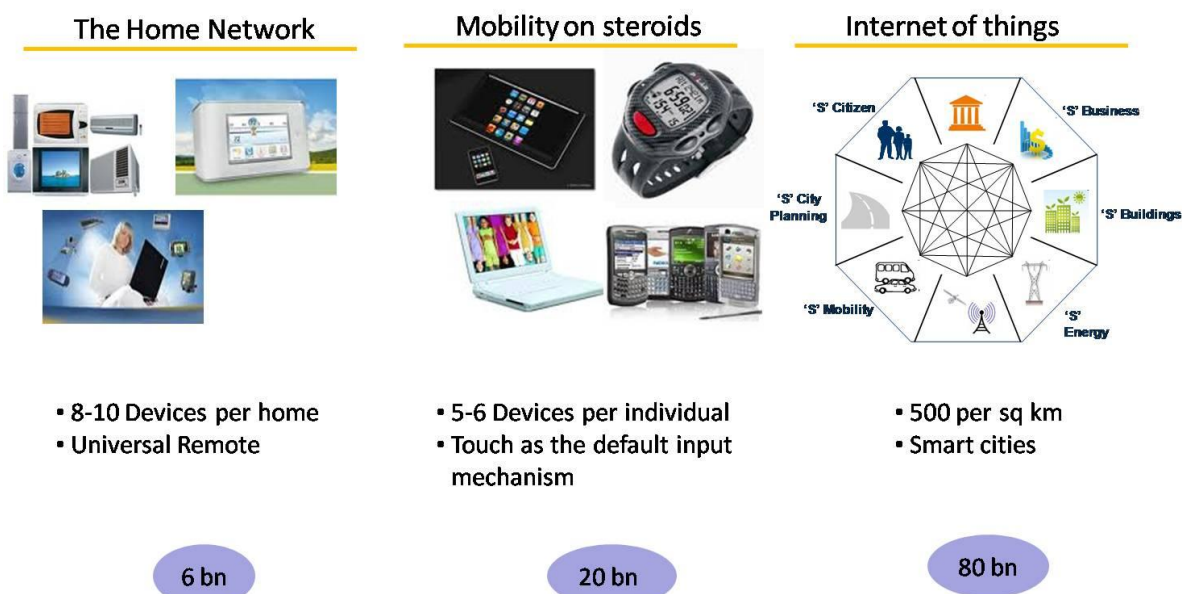 The Home Network
Mobility on steroids
Internet of things
'S' Citizen
'S' Business
'S' City
Planning
'S' Buildings
'S' Mobility
'S'
Energy
▪ 8-10 Devices per home
▪ Universal Remote
▪ 5-6 Devices per individual
▪ Touch as the default input
mechanism
▪ 500 per sq km
▪ Smart cities
6 bn
20 bn
80 bn